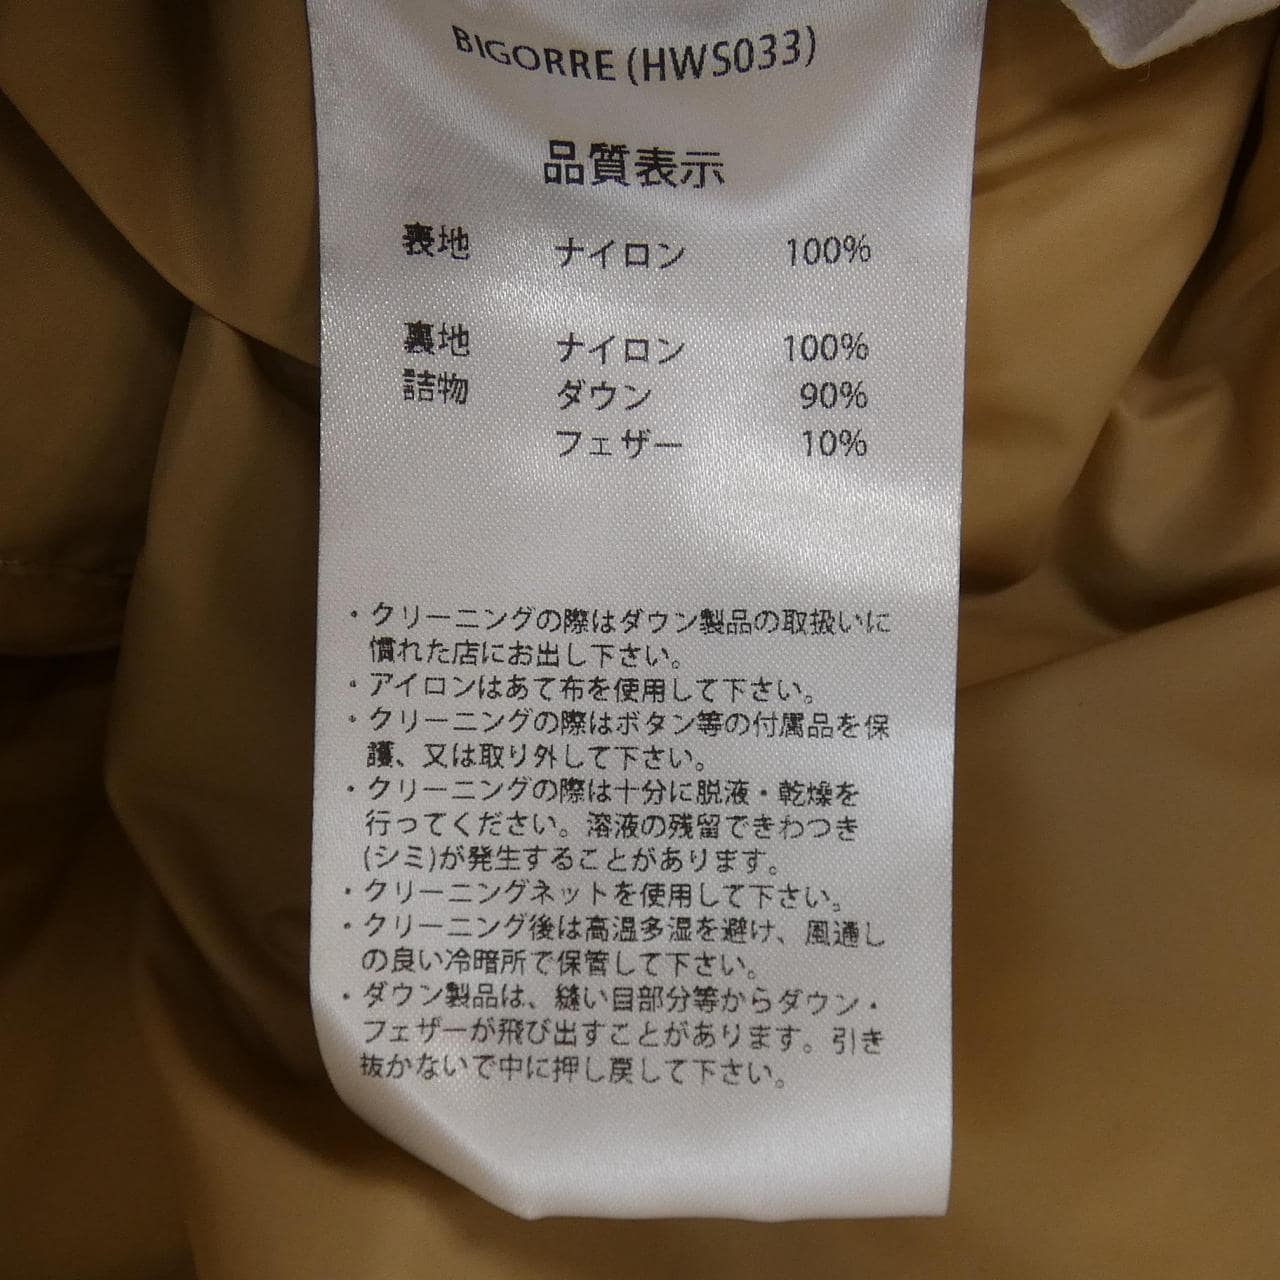 BIGORRE (HWS033)
品質表示
表地 ナイロン 100%
裏地 ナイロン 100%
詰物 ダウン 90%
フェザー 10%
・クリーニングの際はダウン製品の取扱いに
慣れた店にお出し下さい。
・アイロンはあて布を使用して下さい。
・クリーニングの際はボタン等の付属品を保
護、又は取り外して下さい。
・クリーニングの際は十分に脱液・乾燥を
行ってください。溶液の残留できわつき
(シミ)が発生することがあります。
・クリーニングネットを使用して下さい。
・クリーニング後は高温多湿を避け、風通し
の良い冷暗所で保管して下さい。
・ダウン製品は、縫い目部分等からダウン・
フェザーが飛び出すことがあります。引き
抜かないで中に押し戻して下さい。